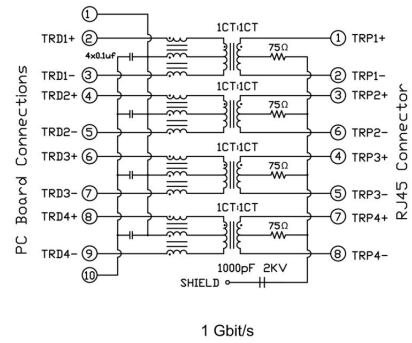 1
1CT:1CT
TRD1+ 2
1 TRP1+
4x0.1uf
75Ω
TRD1- 3
2 TRP1-
1CT:1CT
TRD2+ 4
3 TRP2+
75Ω
TRD2- 5
6 TRP2-
1CT:1CT
TRD3+ 6
4 TRP3+
75Ω
TRD3- 7
5 TRP3-
1CT:1CT
TRD4+ 8
7 TRP4+
75Ω
TRD4- 9
8 TRP4-
10
1000pF 2KV
SHIELD
PC Board Connections
RJ45 Connector
1 Gbit/s